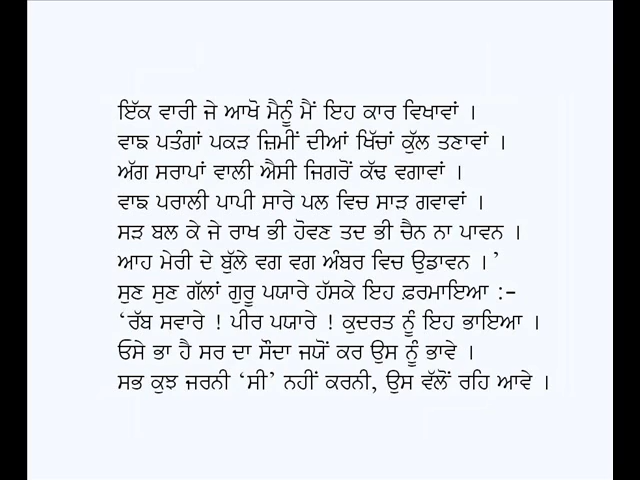 ਇੱਕ ਵਾਰੀ ਜੇ ਆਖੋ ਮੈਨੂੰ ਮੈਂ ਇਹ ਕਾਰ ਵਿਖਾਵਾਂ ।
ਵਾਙ ਪਤੰਗਾਂ ਪਕੜ ਜ਼ਿਮੀਂ ਦੀਆਂ ਖਿੱਚਾਂ ਕੁੱਲ ਤਣਾਵਾਂ ।
ਅੱਗ ਸਰਾਪਾਂ ਵਾਲੀ ਐਸੀ ਜਿਗਰੋਂ ਕੱਢ ਵਗਾਵਾਂ ।
ਵਾਙ ਪਰਾਲੀ ਪਾਪੀ ਸਾਰੇ ਪਲ ਵਿਚ ਸਾੜ ਗਵਾਵਾਂ ।
ਸੜ ਬਲ ਕੇ ਜੇ ਰਾਖ ਭੀ ਹੋਵਣ ਤਦ ਭੀ ਚੈਨ ਨਾ ਪਾਵਨ ।
ਆਹ ਮੇਰੀ ਦੇ ਬੁੱਲੇ ਵਗ ਵਗ ਅੰਬਰ ਵਿਚ ਉਡਾਵਨ ।’
ਸੁਣ ਸੁਣ ਗੱਲਾਂ ਗੁਰੂ ਪਯਾਰੇ ਹੱਸਕੇ ਇਹ ਫ਼ਰਮਾਇਆ :–
‘ਰੱਬ ਸਵਾਰੇ ! ਪੀਰ ਪਯਾਰੇ ! ਕੁਦਰਤ ਨੂੰ ਇਹ ਭਾਇਆ ।
ਓਸੇ ਭਾ ਹੈ ਸਰ ਦਾ ਸੌਦਾ ਜਯੋਂ ਕਰ ਉਸ ਨੂੰ ਭਾਵੇ ।
ਸਭ ਕੁਝ ਜਰਨੀ ‘ਸੀ’ ਨਹੀਂ ਕਰਨੀ, ਉਸ ਵੱਲੋਂ ਰਹਿ ਆਵੇ ।